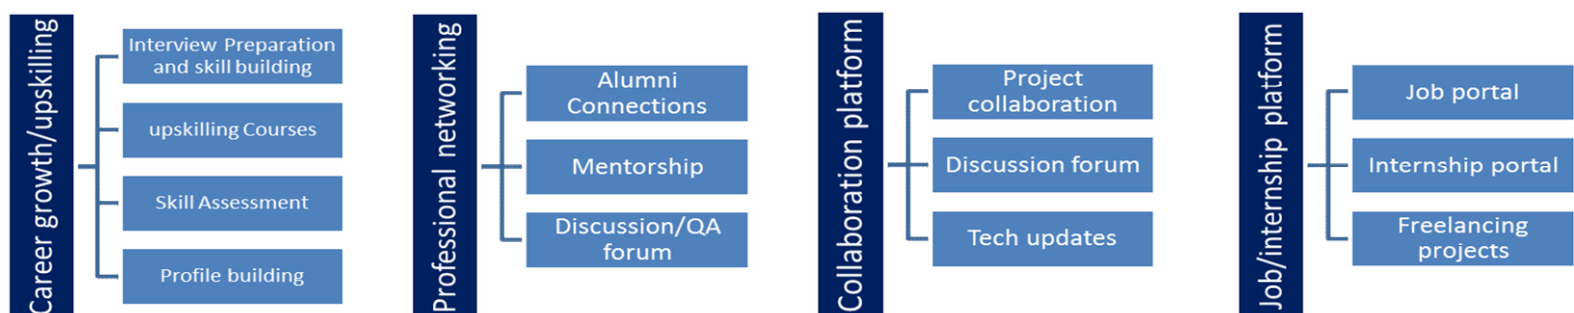 Career growth/upskilling
Interview Preparation
and skill building
upskilling Courses
Skill Assessment
Profile building
Professional networking
Alumni
Connections
Mentorship
Discussion/QA
forum
Collaboration platform
Project
collaboration
Discussion forum
Tech updates
Job/internship platform
Job portal
Internship portal
Freelancing
projects